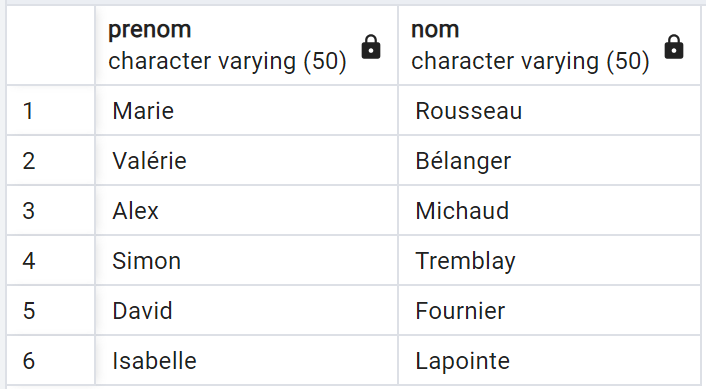 prenom nom
character varying (50) character varying (50)
1 Marie Rousseau
2 Valérie Bélanger
3 Alex Michaud
4 Simon Tremblay
5 David Fournier
6 Isabelle Lapointe